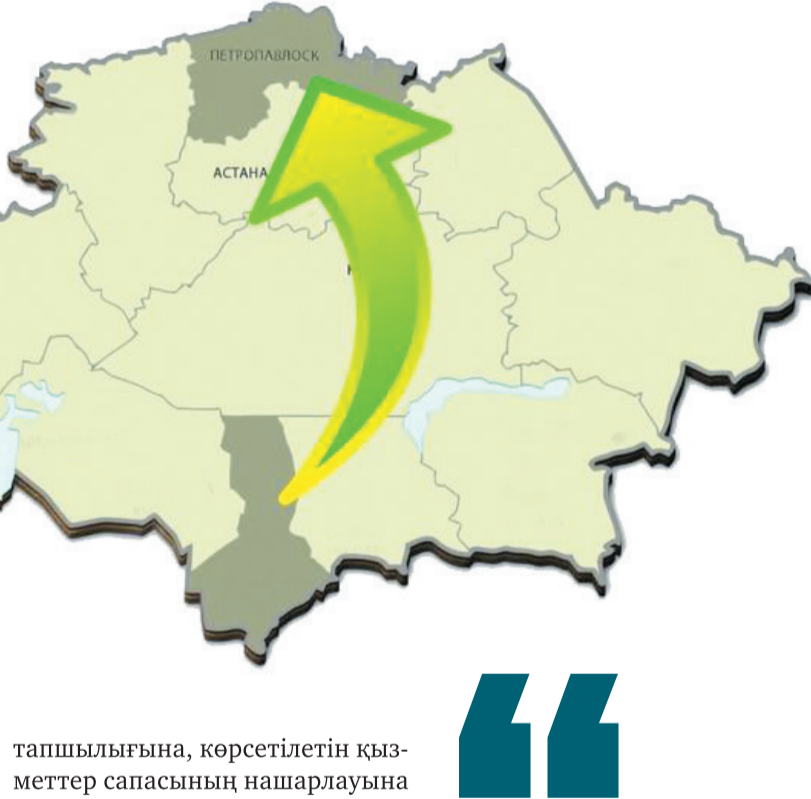 ПЕТРОПАВЛОСК
АСТАНА
тапшылығына, көрсетілетін қыз-
меттер сапасының нашарлауына